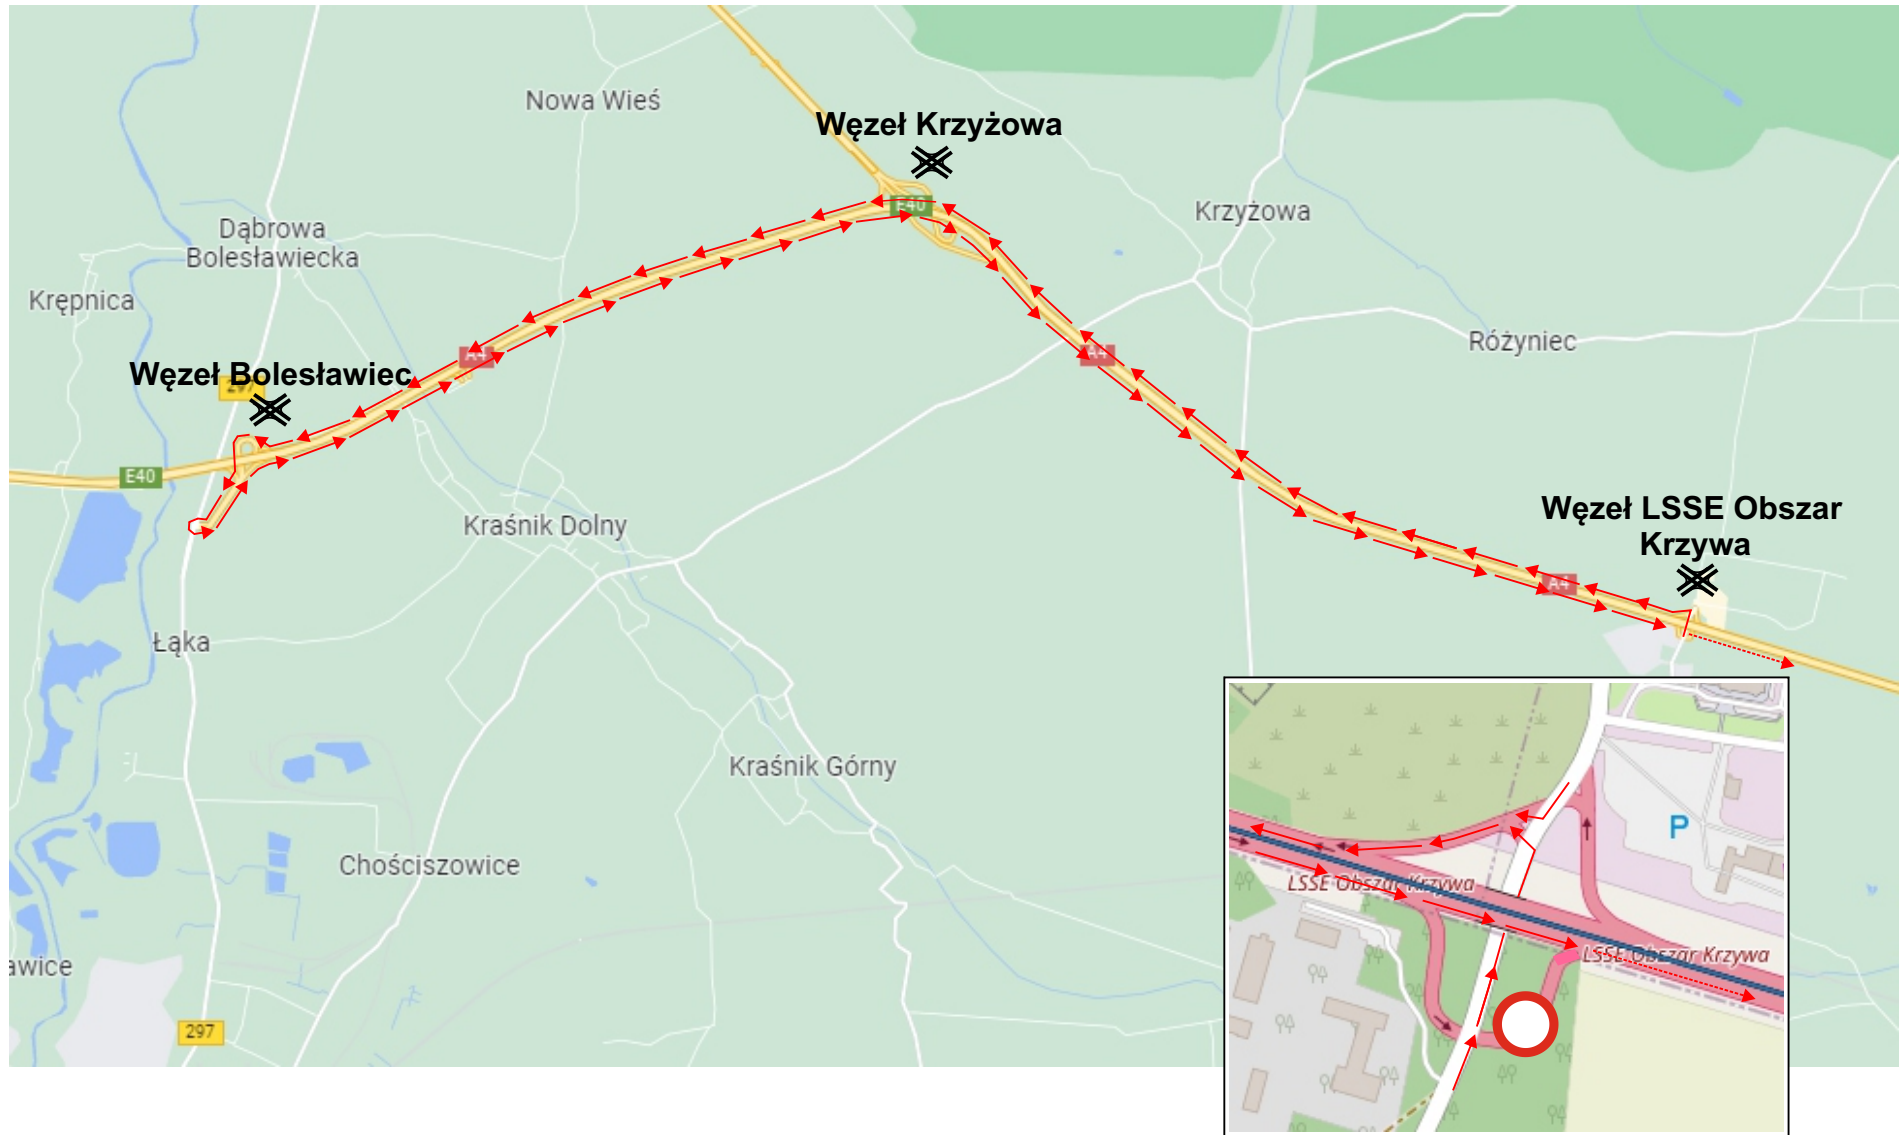 Nowa Wieś
Węzeł Krzyżowa
E40
Krzyżowa
Dąbrowa
Bolesławiecka
Krępnica
Różyniec
A4
A4
Węzeł Bolesławiec
297
E40
Kraśnik Dolny
Węzeł LSSE Obszar
Krzywa
A4
Łąka
Kraśnik Górny
Chościszowice
awice
297
P
LSSE Obszar Krzywa
LSSE Obszar Krzywa